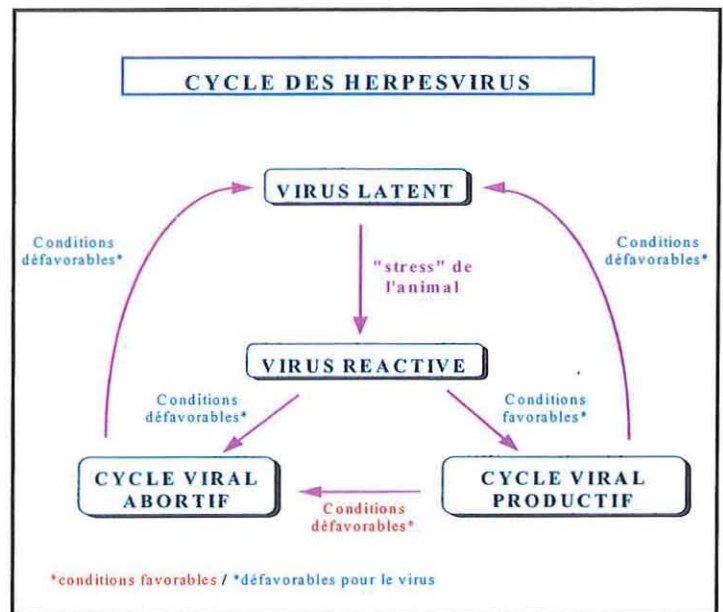 CYCLE DES HERPESVIRUS
VIRUS LATENT
Conditions
défavorables*
"stress" de
l'animal
Conditions
défavorables*
VIRUS REACTIVE
Conditions
défavorables*
Conditions
favorables*
CYCLE VIRAL
ABORTIF
CYCLE VIRAL
PRODUCTIF
Conditions
défavorables*
*conditions favorables / *défavorables pour le virus